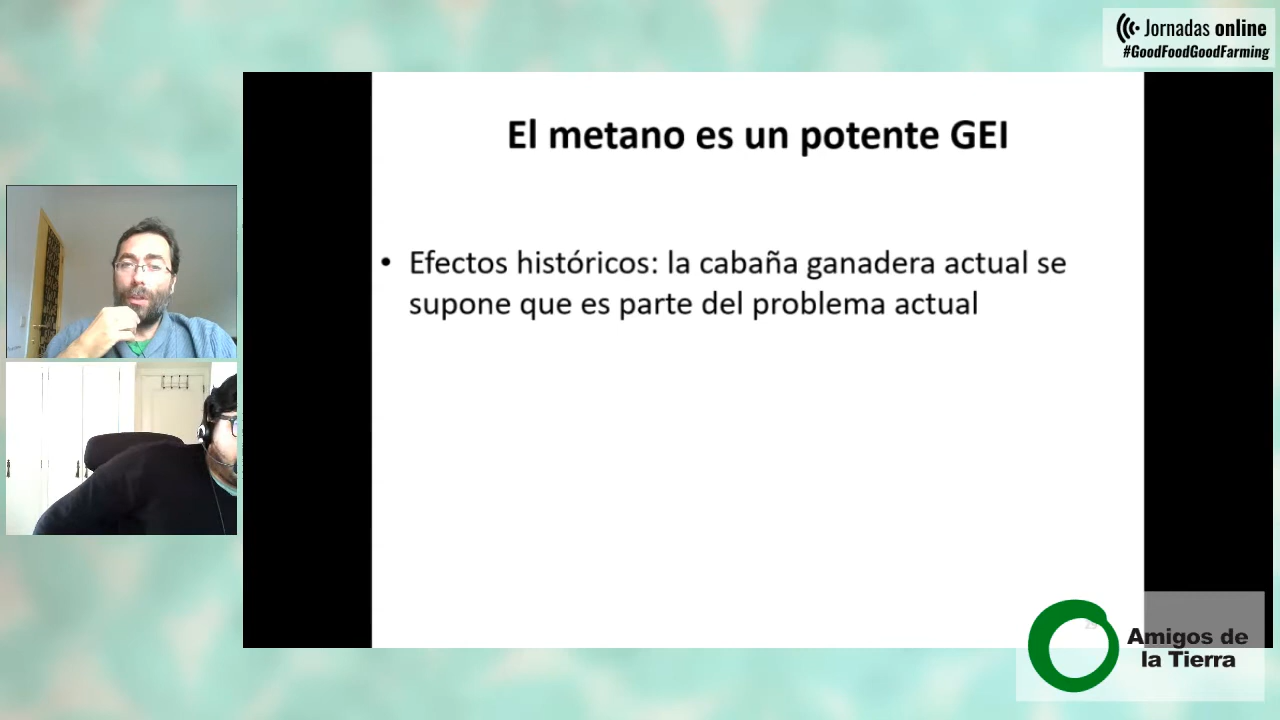 Jornadas online
#GoodFoodGoodFarming
El metano es un potente GEI
• Efectos históricos: la cabaña ganadera actual se
supone que es parte del problema actual
Amigos de
la Tierra